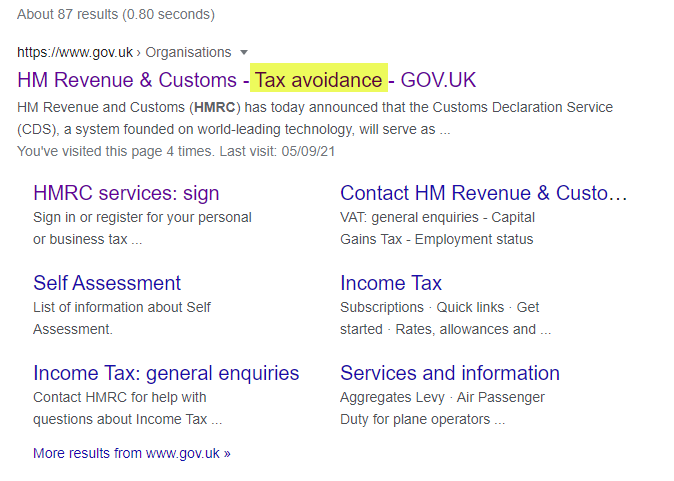 About 87 results (0.80 seconds)
https://www.gov.uk › Organisations
HM Revenue & Customs - Tax avoidance - GOV.UK
HM Revenue and Customs (HMRC) has today announced that the Customs Declaration Service
(CDS), a system founded on world-leading technology, will serve as ...
You've visited this page 4 times. Last visit: 05/09/21
HMRC services: sign
Sign in or register for your personal
or business tax ...
Contact HM Revenue & Custo…
VAT: general enquiries - Capital
Gains Tax - Employment status
Self Assessment
List of information about Self
Assessment.
Income Tax
Subscriptions · Quick links · Get
started · Rates, allowances and ...
Income Tax: general enquiries
Contact HMRC for help with
questions about Income Tax ...
Services and information
Aggregates Levy · Air Passenger
Duty for plane operators ...
More results from www.gov.uk »